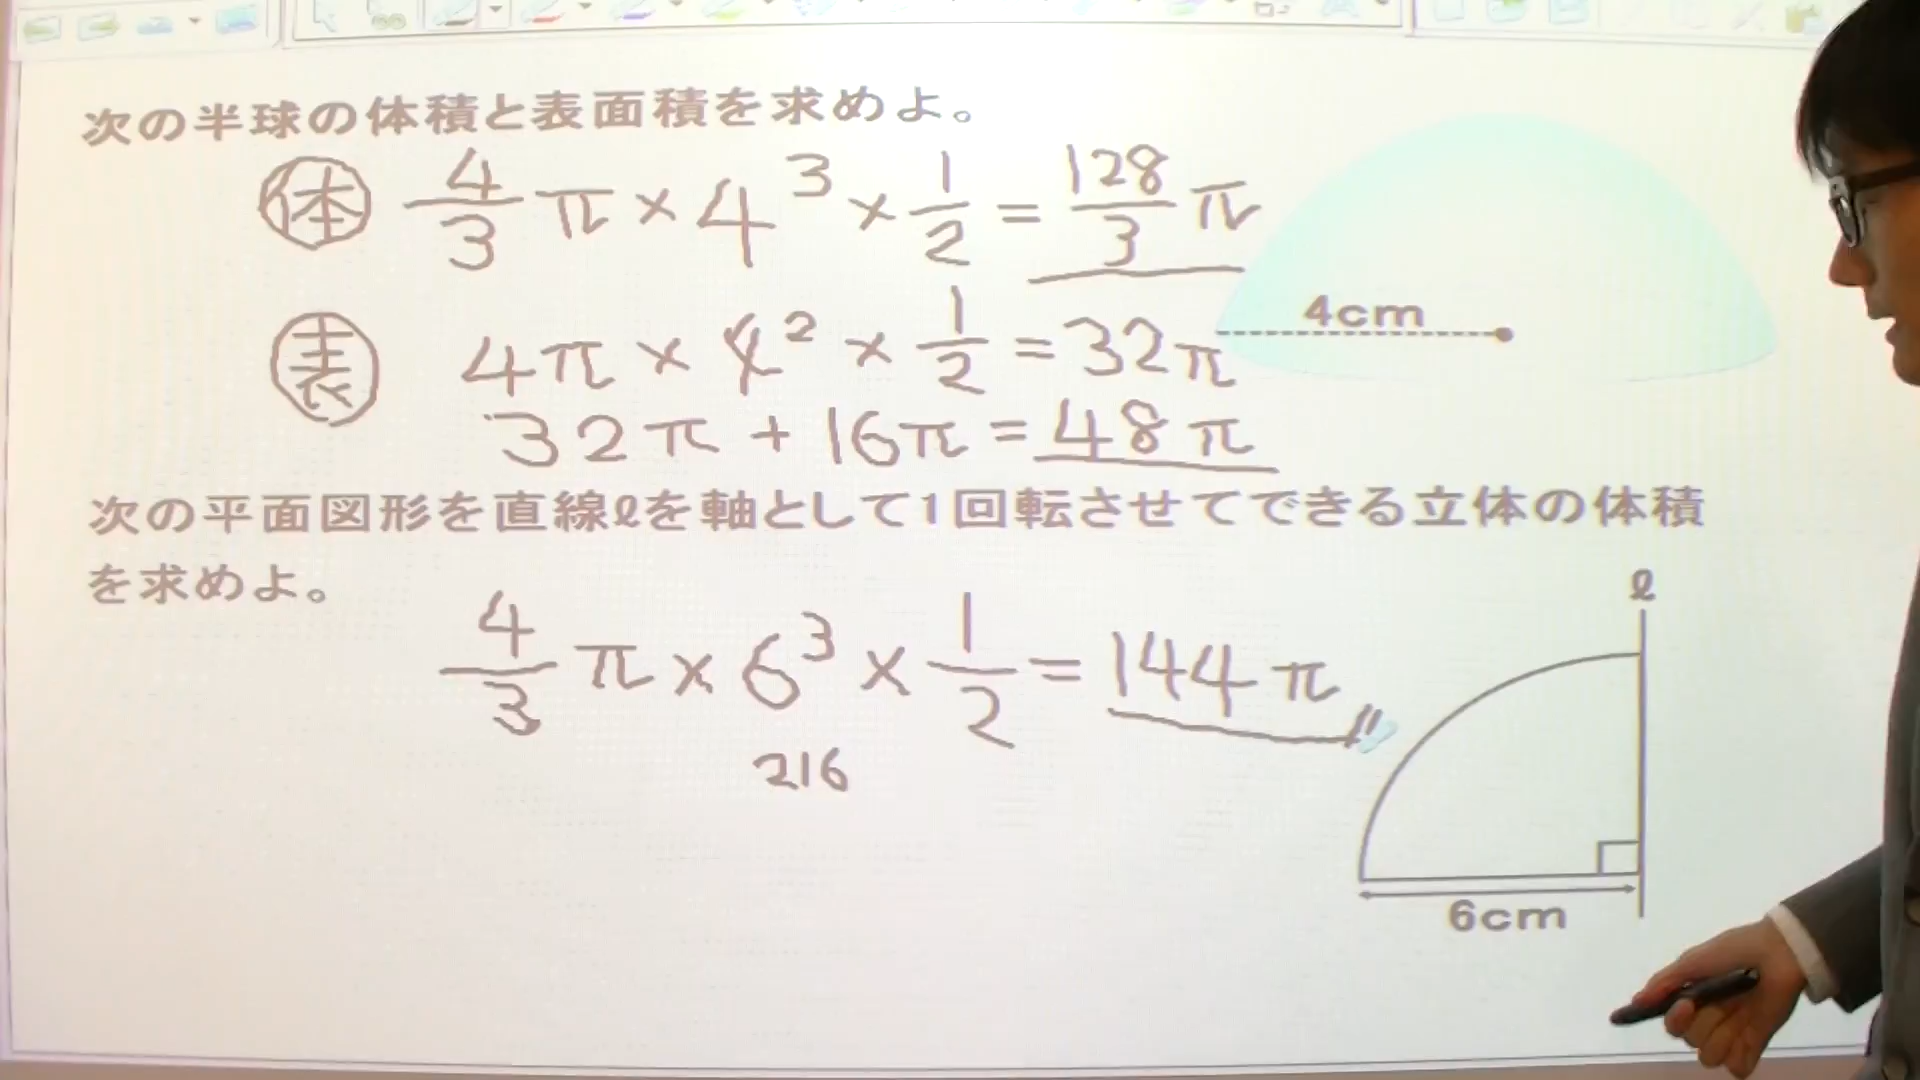 次の半球の体積と表面積を求めよ。
体 4/3 π × 4³ × 1/2 = 128/3 π
4cm
表 4π × 4² × 1/2 = 32π
32π + 16π = 48π
次の平面図形を直線ℓを軸として1回転させてできる立体の体積
を求めよ。
ℓ
4/3 π × 6³ × 1/2 = 144π
216
6cm